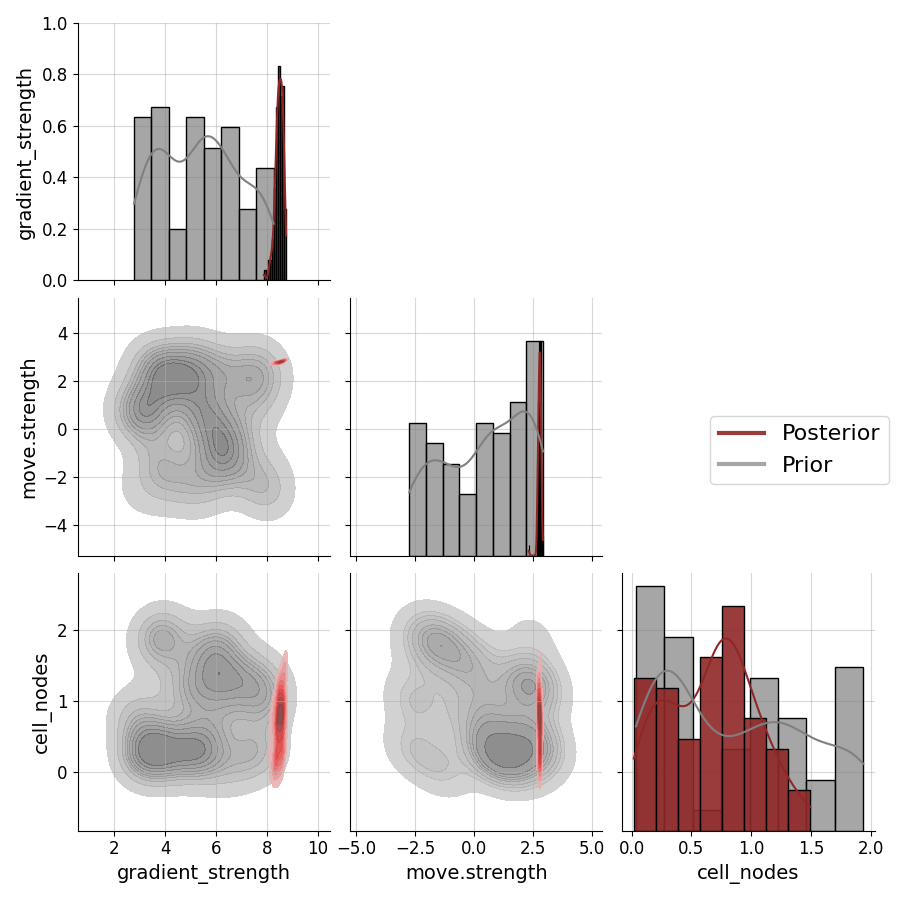 1.0
0.8
0.6
0.4
0.2
0.0
gradient_strength
4
2
0
−2
−4
move.strength
Posterior
Prior
2
1
0
cell_nodes
2 4 6 8 10
−5.0 −2.5 0.0 2.5 5.0
0.0 0.5 1.0 1.5 2.0
gradient_strength
move.strength
cell_nodes